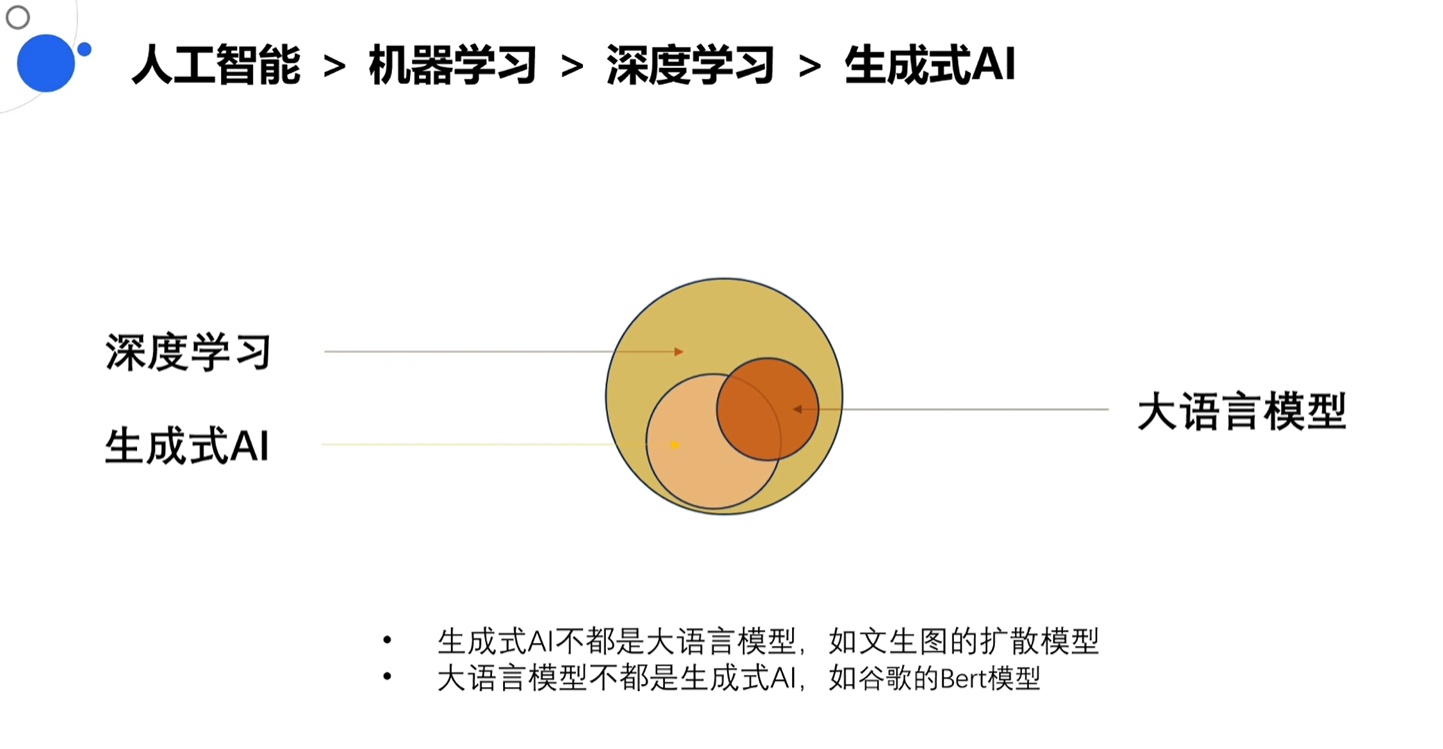 人工智能 > 机器学习 > 深度学习 > 生成式AI
深度学习
生成式AI
大语言模型
• 生成式AI不都是大语言模型，如文生图的扩散模型
• 大语言模型不都是生成式AI，如谷歌的Bert模型